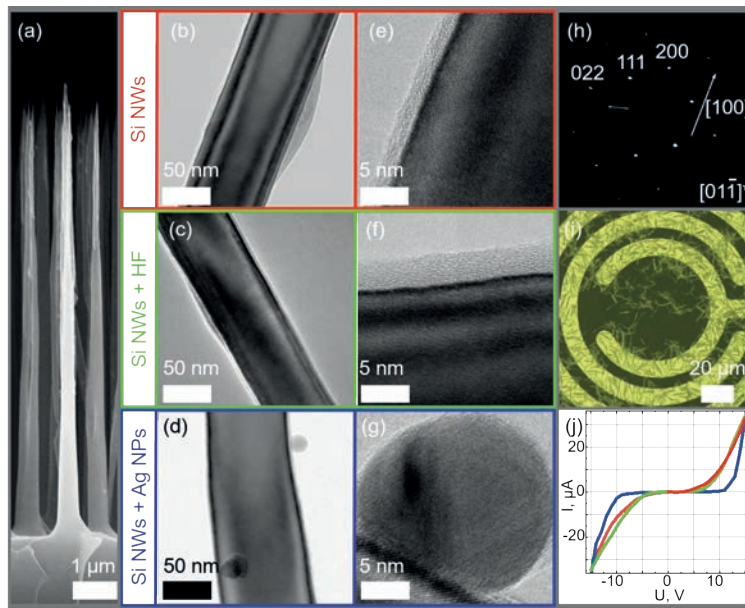 (a)
1 µm
Si NWs
(b)
50 nm
(e)
5 nm
Si NWs + HF
(c)
50 nm
(f)
5 nm
Si NWs + Ag NPs
(d)
50 nm
(g)
5 nm
(h)
022
111
200
[100
[011̄]
(i)
20 µm
(j)
I, µA
20
0
-20
-10
0
10
U, V